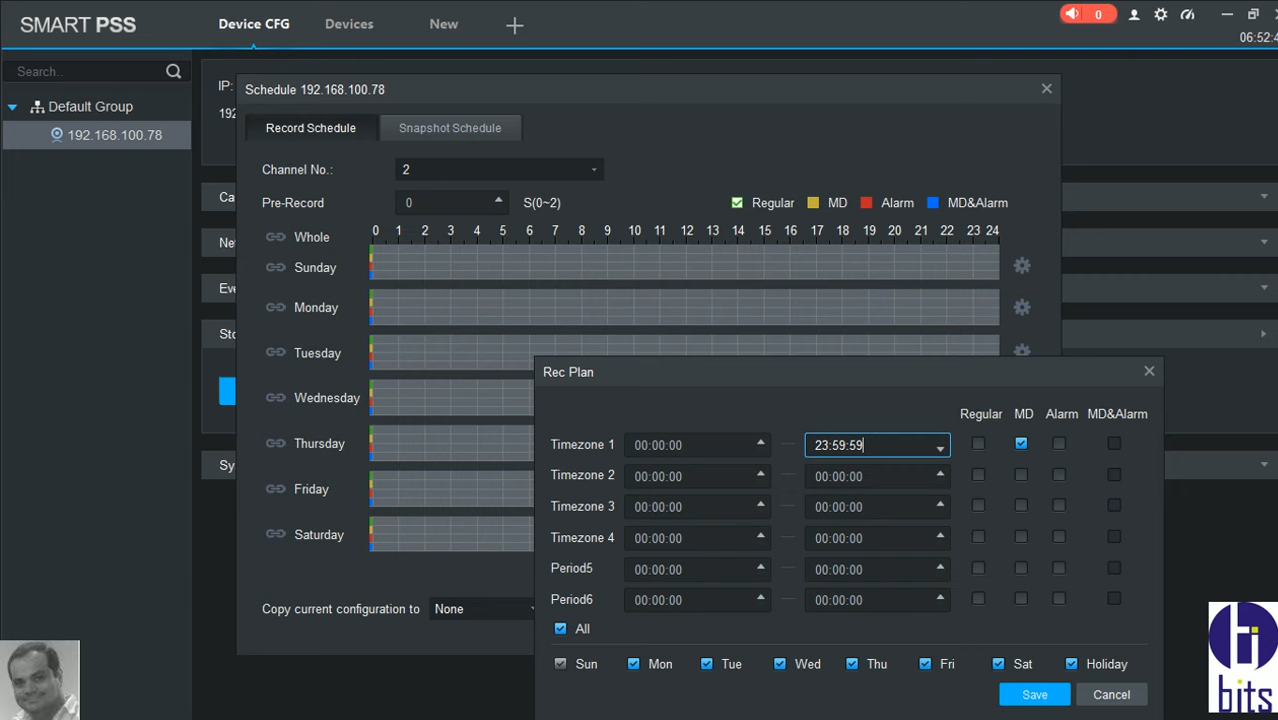 SMART PSS
Device CFG
Devices
New
0
06:52:4
Search..
Default Group
192.168.100.78
IP:
192
Schedule 192.168.100.78
Record Schedule
Snapshot Schedule
Channel No.:
2
Pre-Record
0
S(0~2)
Regular
MD
Alarm
MD&Alarm
0 1 2 3 4 5 6 7 8 9 10 11 12 13 14 15 16 17 18 19 20 21 22 23 24
Whole
Sunday
Monday
Tuesday
Wednesday
Thursday
Friday
Saturday
Ca
Ne
Eve
Sto
Sy
Copy current configuration to
None
Rec Plan
Regular MD Alarm MD&Alarm
Timezone 1 00:00:00 23:59:59
Timezone 2 00:00:00 00:00:00
Timezone 3 00:00:00 00:00:00
Timezone 4 00:00:00 00:00:00
Period5 00:00:00 00:00:00
Period6 00:00:00 00:00:00
All
Sun Mon Tue Wed Thu Fri Sat Holiday
Save
Cancel
hi
bits